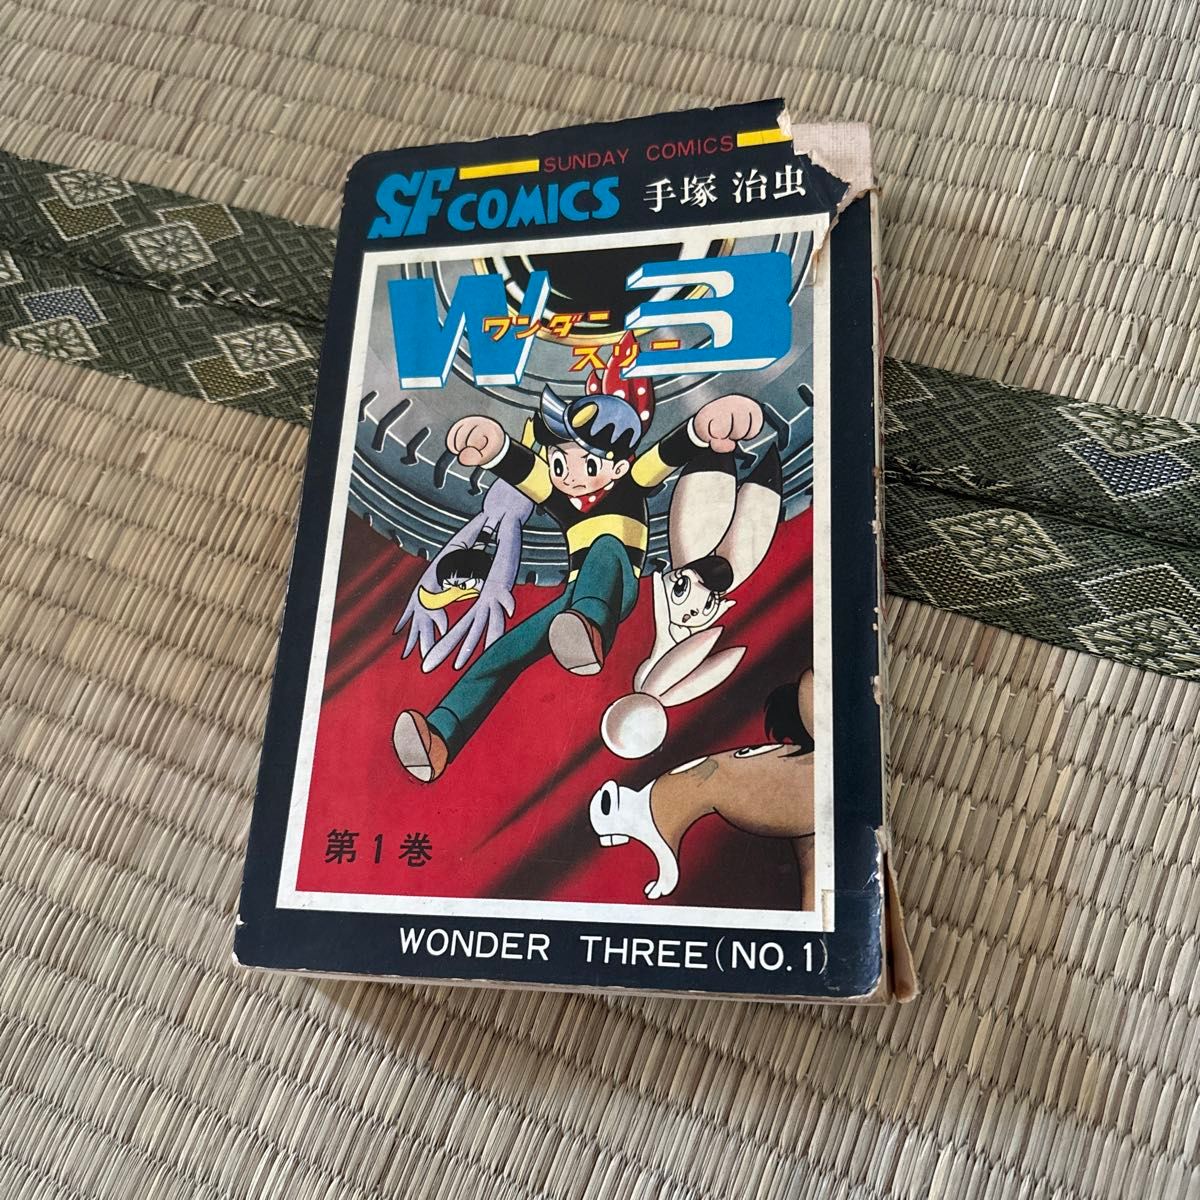 SUNDAY COMICS
SF COMICS 手塚 治虫
W3
ワンダー
スリー
第1巻
WONDER THREE (NO.1)